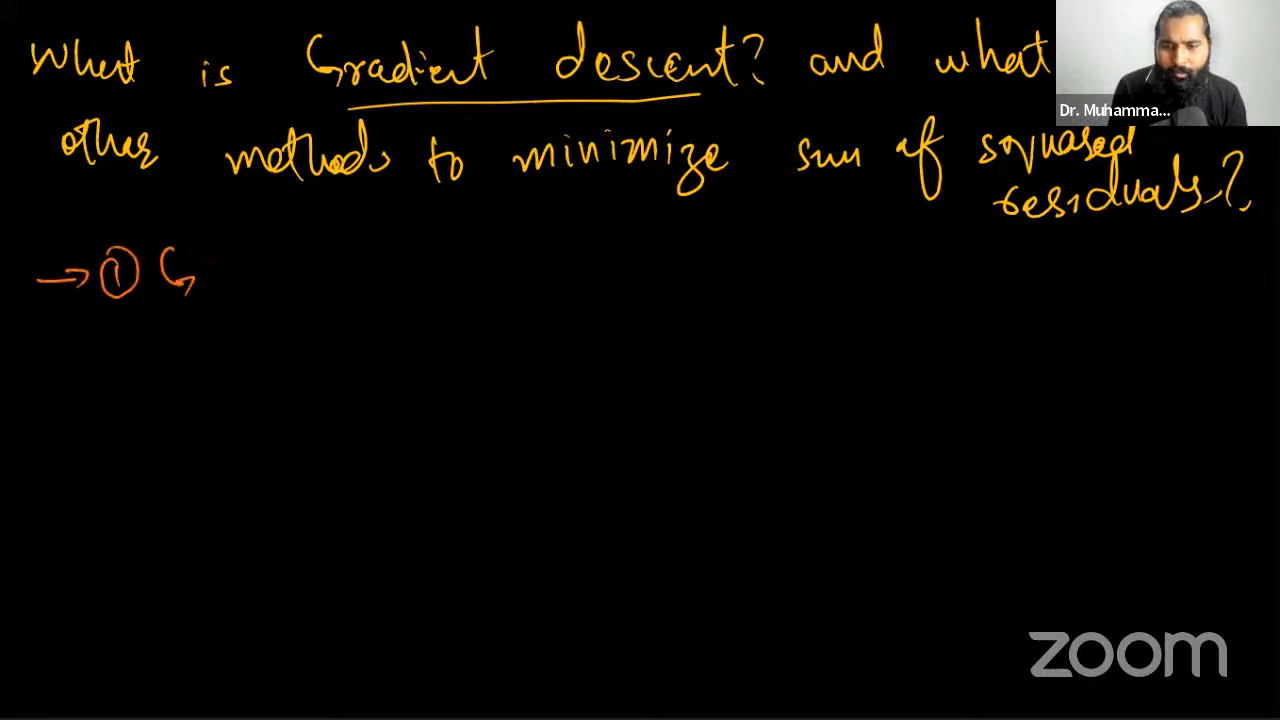 What is Gradient descent? and what
other methods to minimize sum of squared
residuals?
→ ① G
Dr. Muhamma...
zoom